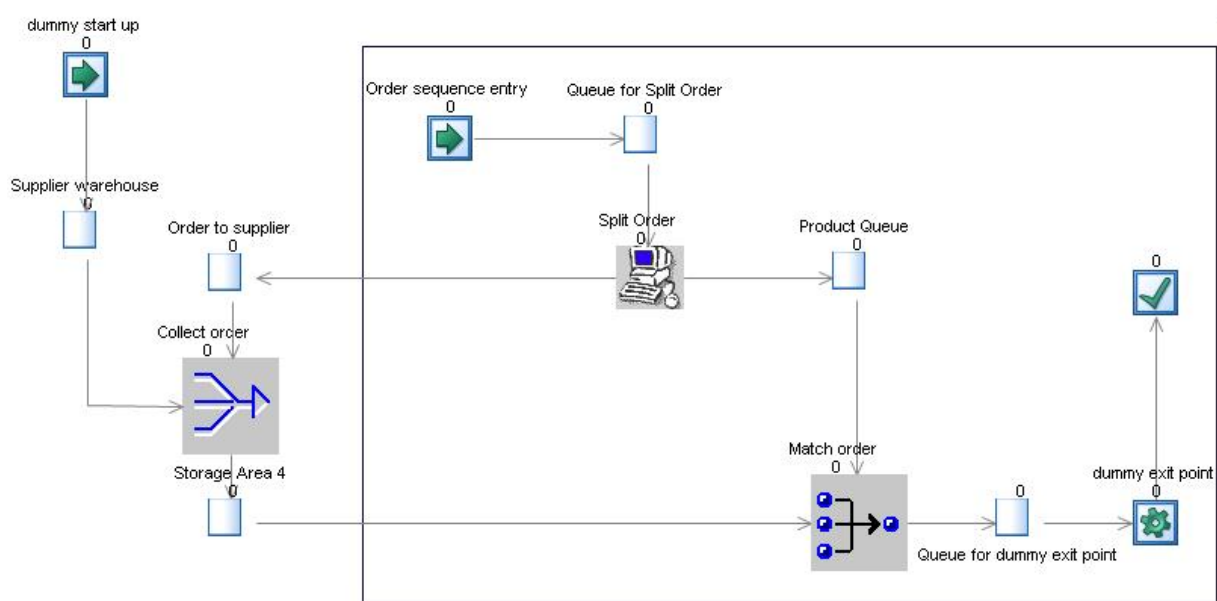 dummy start up
0
Order sequence entry
0
Queue for Split Order
0
Supplier warehouse
0
Order to supplier
0
Split Order
0
Product Queue
0
0
Collect order
0
Match order
0
Storage Area 4
0
0
dummy exit point
0
Queue for dummy exit point